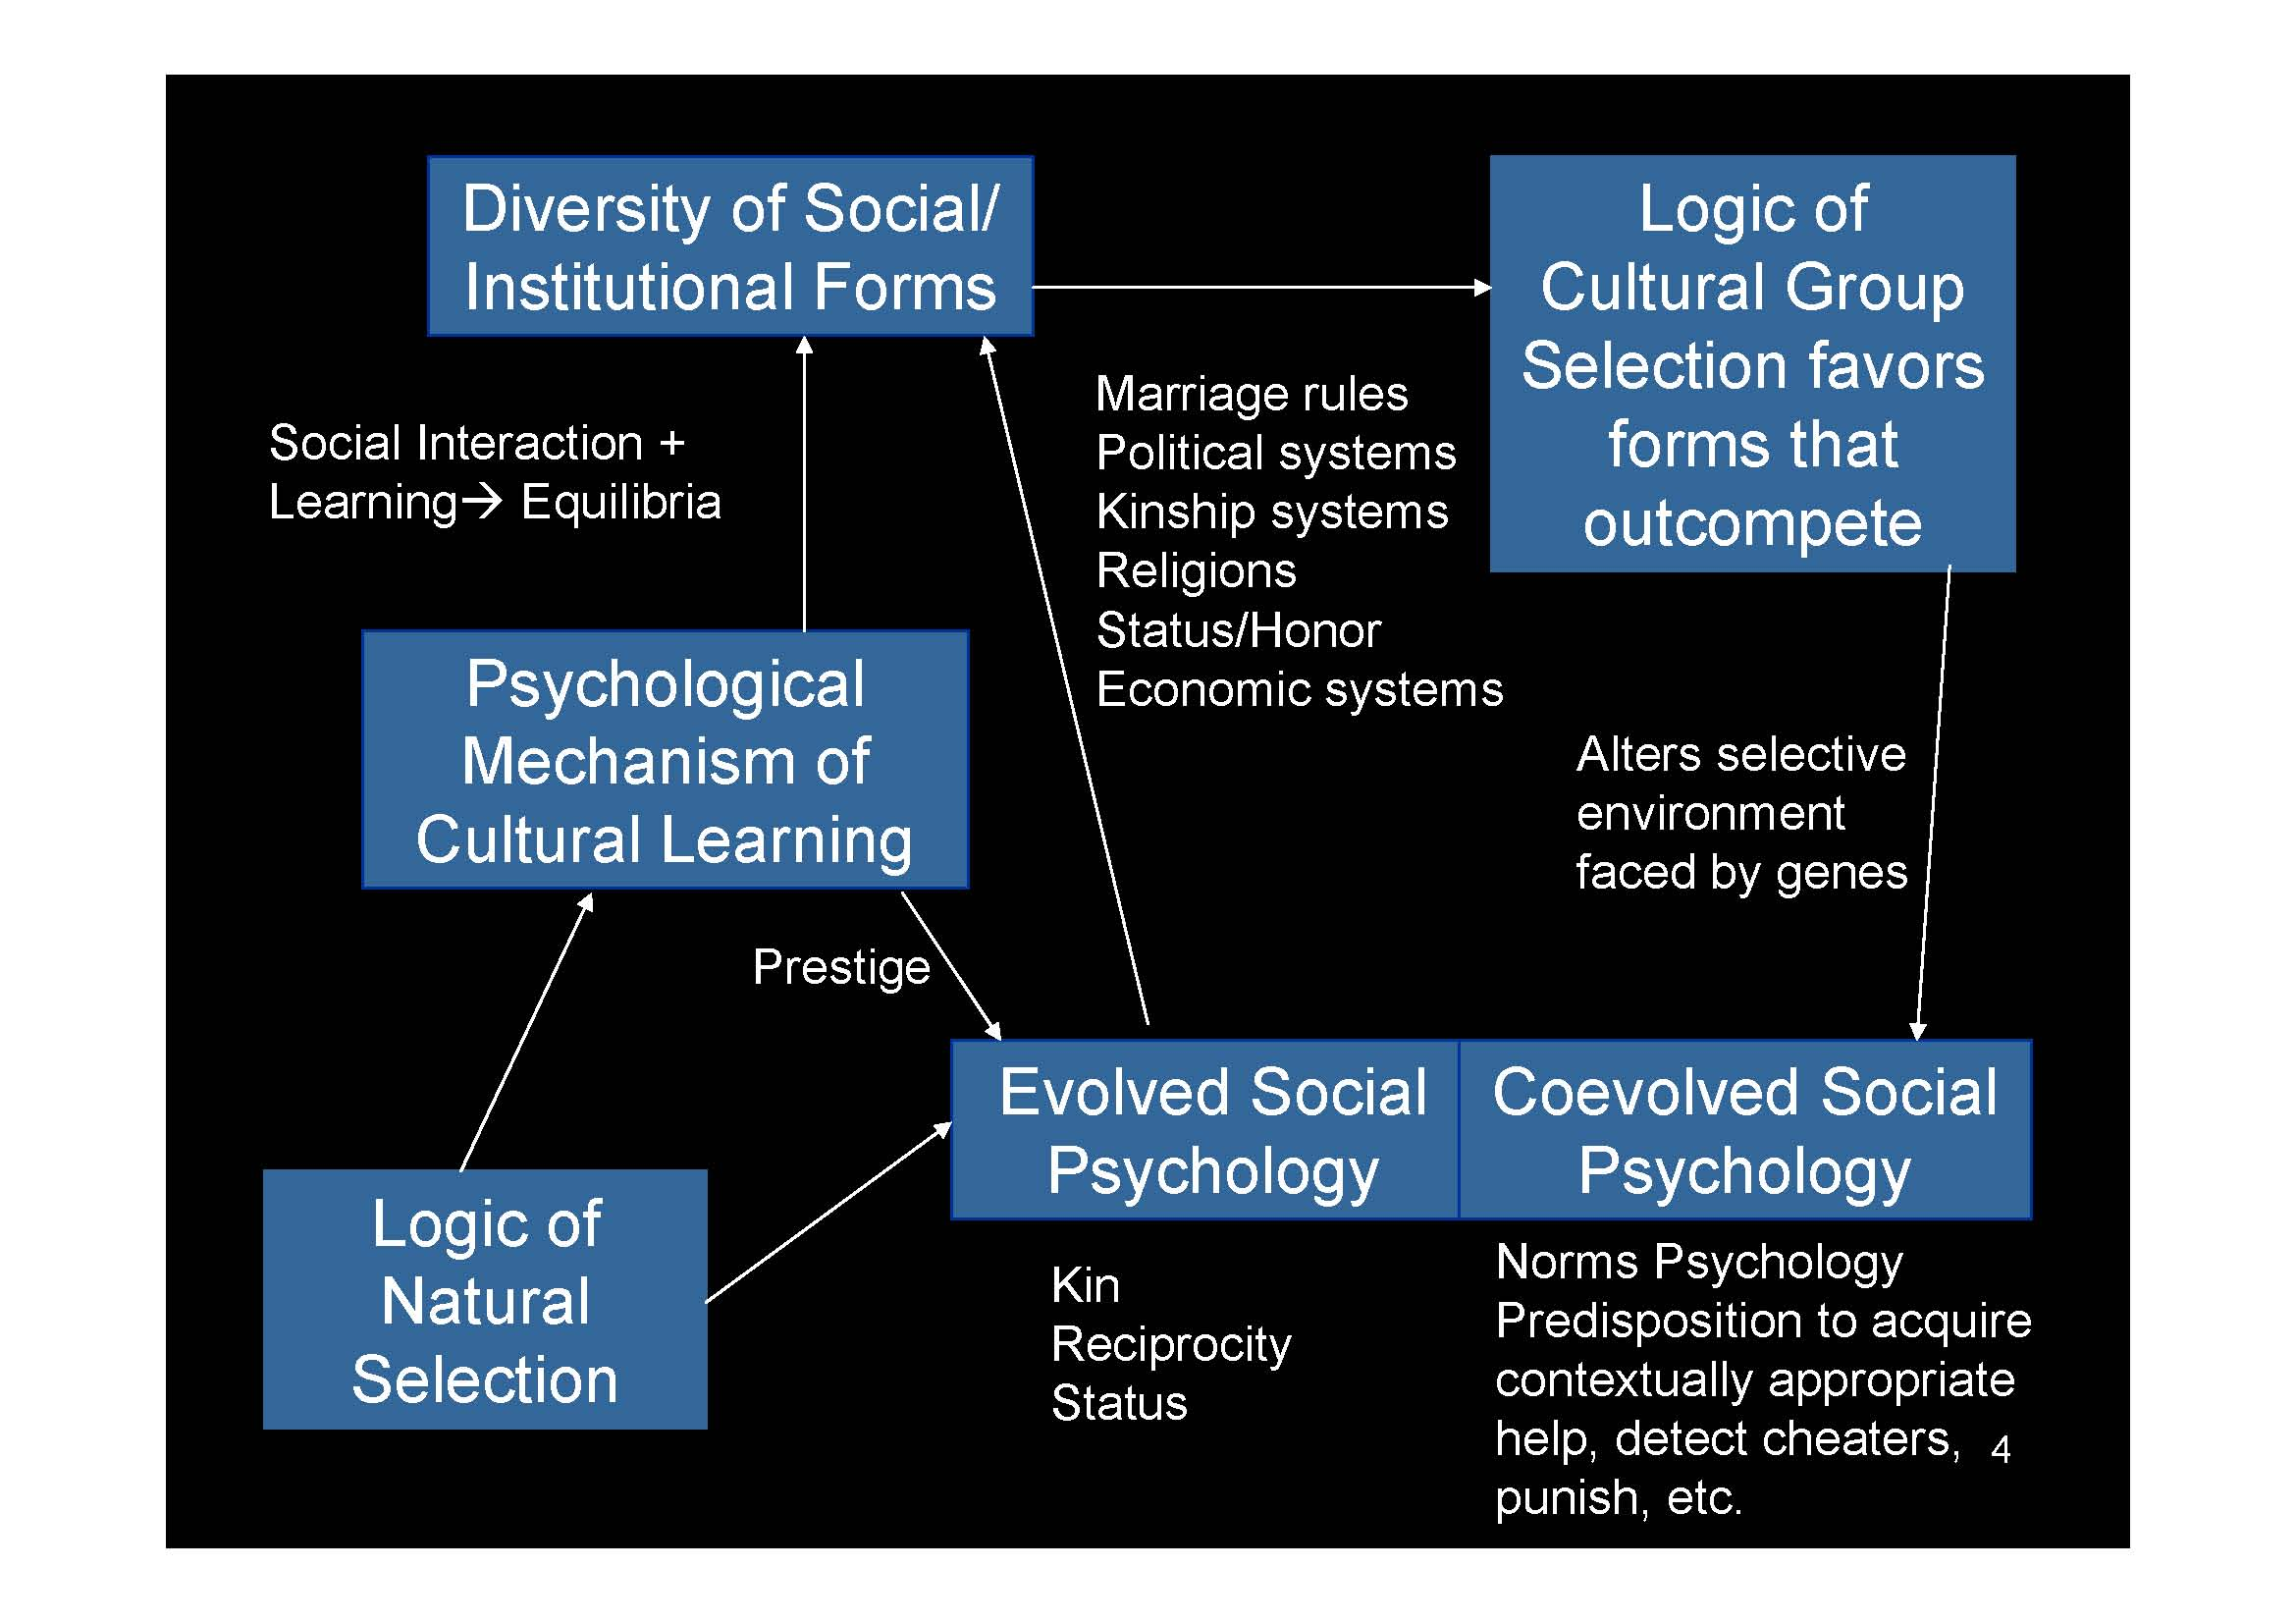 Diversity of Social/
Institutional Forms
Logic of
Cultural Group
Selection favors
forms that
outcompete
Social Interaction +
Learning→ Equilibria
Marriage rules
Political systems
Kinship systems
Religions
Status/Honor
Economic systems
Psychological
Mechanism of
Cultural Learning
Alters selective
environment
faced by genes
Prestige
Evolved Social
Psychology
Coevolved Social
Psychology
Logic of
Natural
Selection
Kin
Reciprocity
Status
Norms Psychology
Predisposition to acquire
contextually appropriate
help, detect cheaters,
punish, etc.
4